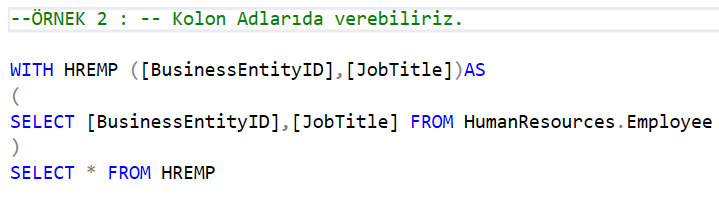 --ÖRNEK 2 : -- Kolon Adlarıda verebiliriz.
WITH HREMP ([BusinessEntityID],[JobTitle])AS
(
SELECT [BusinessEntityID],[JobTitle] FROM HumanResources.Employee
)
SELECT * FROM HREMP